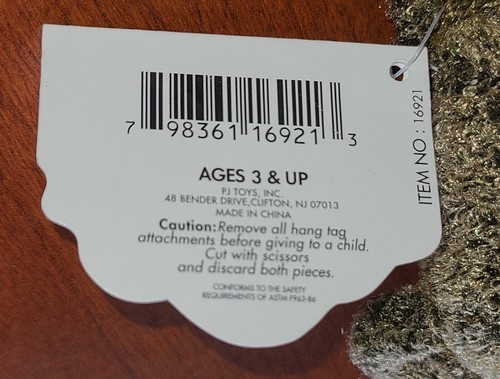 7 98361 16921 3
ITEM NO : 16921
AGES 3 & UP
PJ TOYS, INC.
48 BENDER DRIVE,CLIFTON, NJ 07013
MADE IN CHINA
Caution:Remove all hang tag
attachments before giving to a child.
Cut with scissors
and discard both pieces.
CONFORMS TO THE SAFETY
REQUIREMENTS OF ASTM F963-86